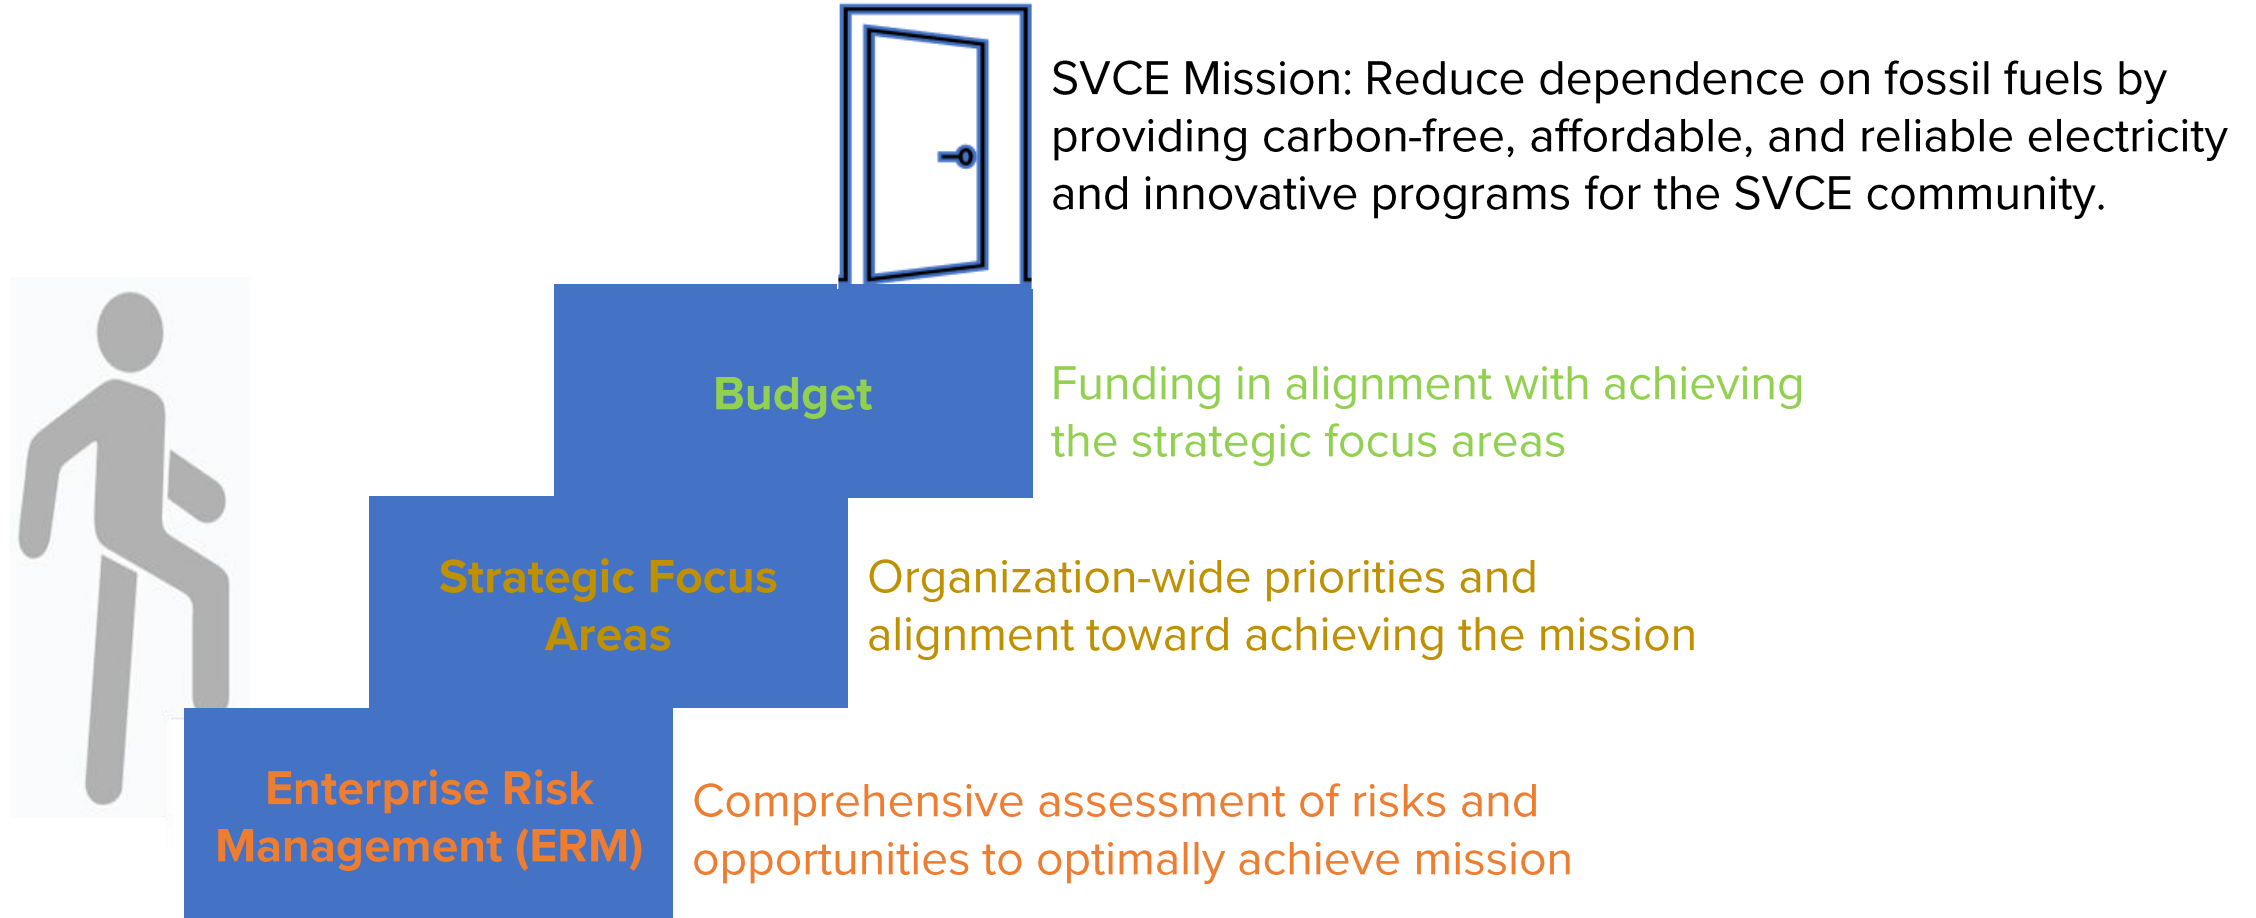 SVCE Mission: Reduce dependence on fossil fuels by
providing carbon-free, affordable, and reliable electricity
and innovative programs for the SVCE community.
Budget
Funding in alignment with achieving
the strategic focus areas
Strategic Focus
Areas
Organization-wide priorities and
alignment toward achieving the mission
Enterprise Risk
Management (ERM)
Comprehensive assessment of risks and
opportunities to optimally achieve mission